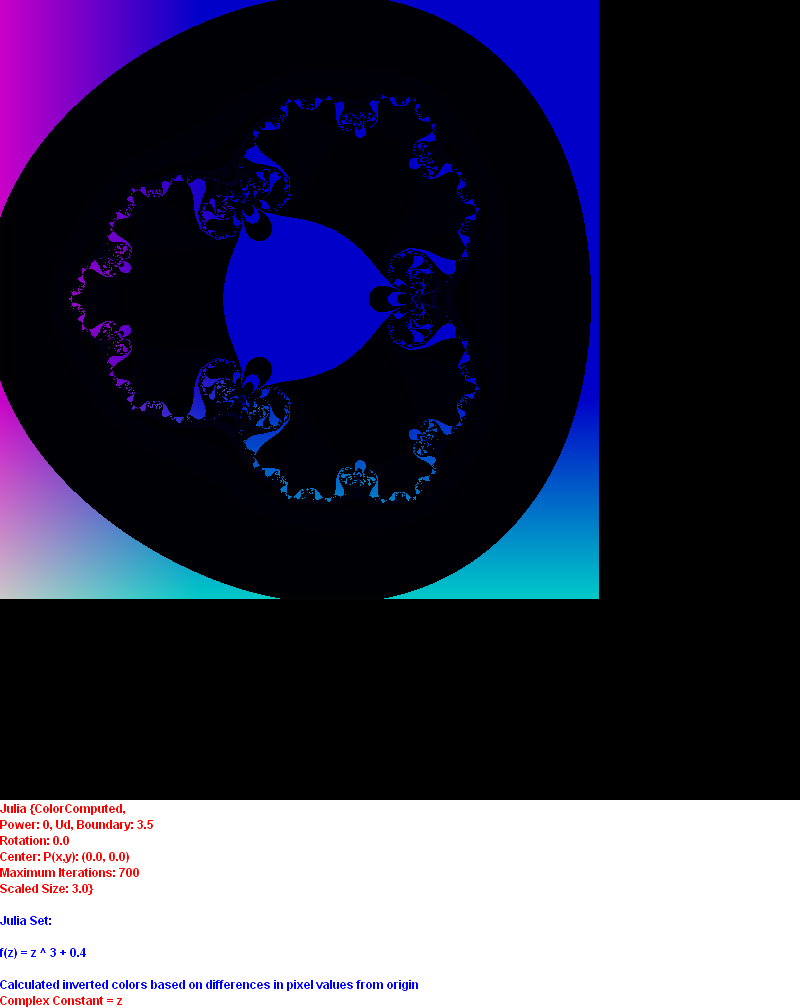 Julia {ColorComputed,
Power: 0, Ud, Boundary: 3.5
Rotation: 0.0
Center: P(x,y): (0.0, 0.0)
Maximum Iterations: 700
Scaled Size: 3.0}
Julia Set:
f(z) = z ^ 3 + 0.4
Calculated inverted colors based on differences in pixel values from origin
Complex Constant = z